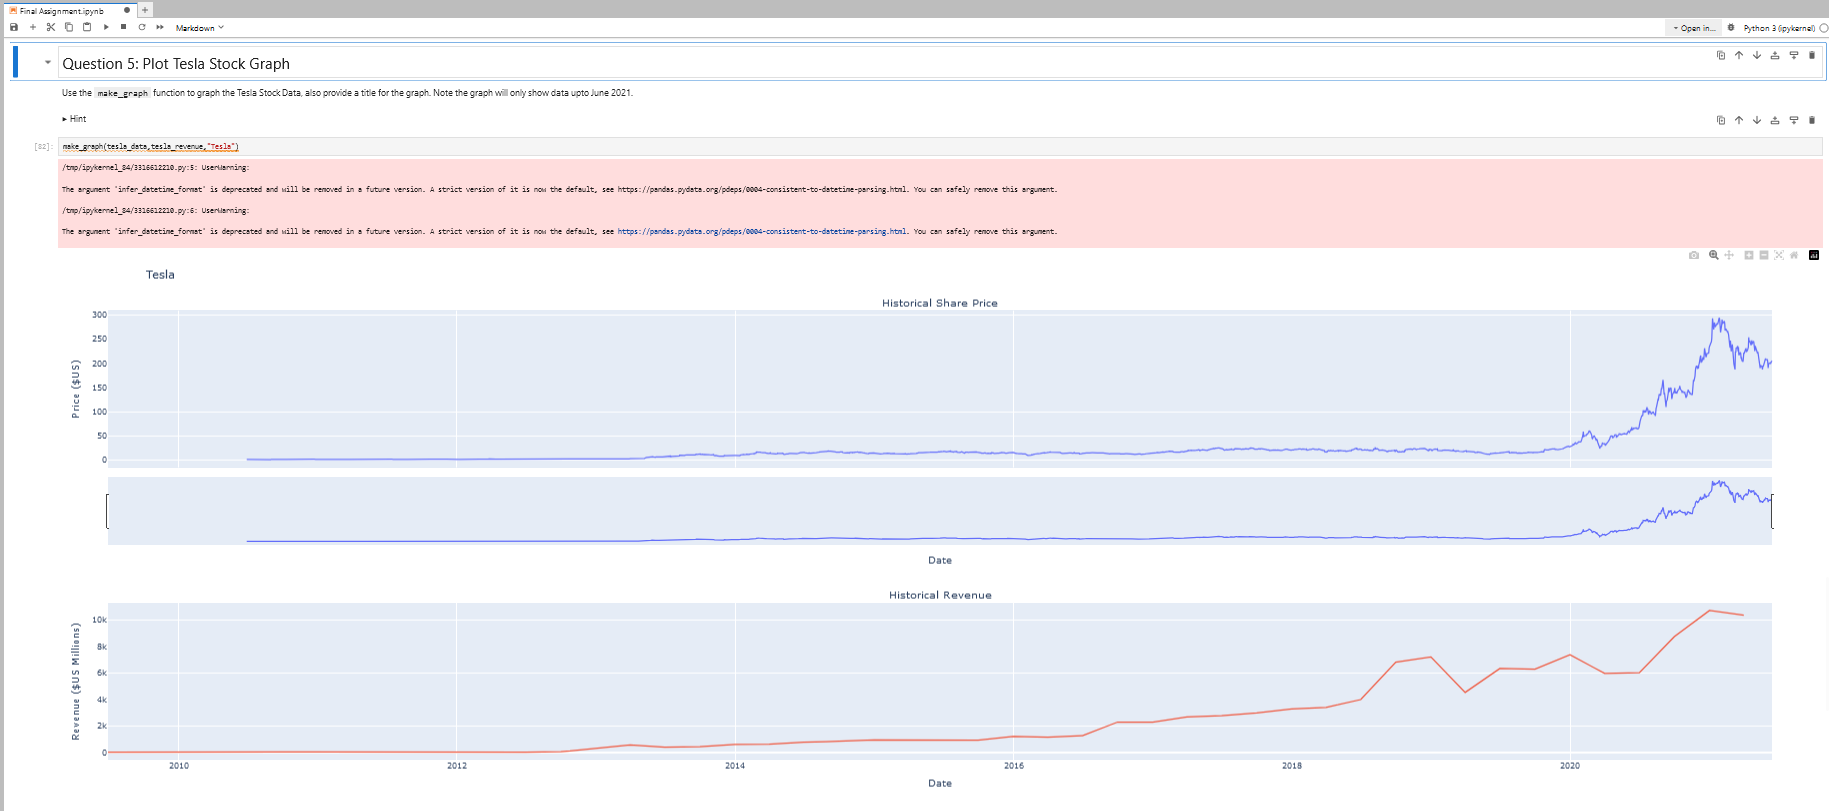 Final Assignment.ipynb
Markdown
Open in...
Python 3 (ipykernel)
Question 5: Plot Tesla Stock Graph
Use the make_graph function to graph the Tesla Stock Data, also provide a title for the graph. Note the graph will only show data upto June 2021.
Hint
[82]:
make_graph(tesla_data,tesla_revenue,"Tesla")
/tmp/ipykernel_84/3316612210.py:5: UserWarning:
The argument 'infer_datetime_format' is deprecated and will be removed in a future version. A strict version of it is now the default, see https://pandas.pydata.org/pdeps/0004-consistent-to-datetime-parsing.html. You can safely remove this argument.
/tmp/ipykernel_84/3316612210.py:6: UserWarning:
The argument 'infer_datetime_format' is deprecated and will be removed in a future version. A strict version of it is now the default, see https://pandas.pydata.org/pdeps/0004-consistent-to-datetime-parsing.html. You can safely remove this argument.
Tesla
Historical Share Price
300
250
200
150
100
50
0
Price ($US)
Date
Historical Revenue
10k
8k
6k
4k
2k
0
Revenue ($US Millions)
2010
2012
2014
2016
2018
2020
Date